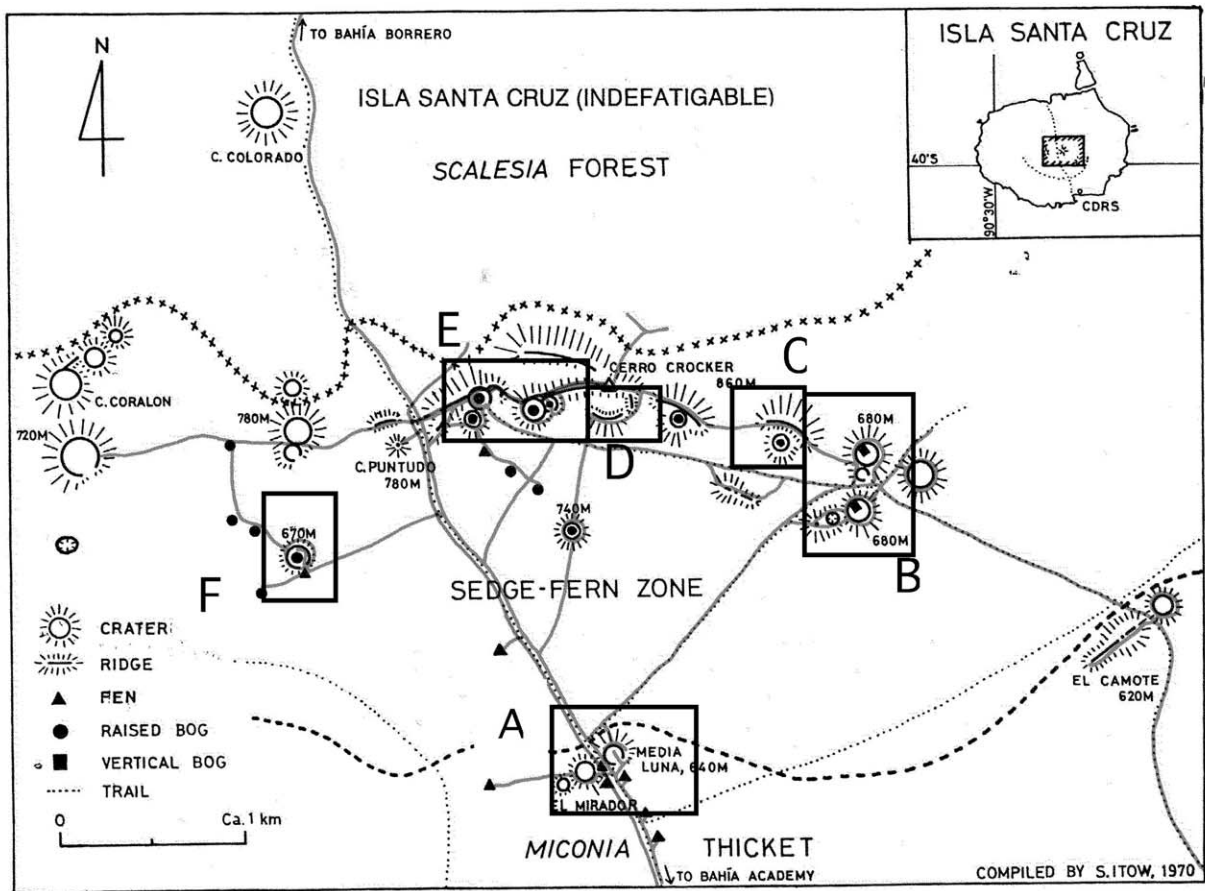 TO BAHÍA BORRERO
ISLA SANTA CRUZ
N
ISLA SANTA CRUZ (INDEFATIGABLE)
C. COLORADO
SCALESIA FOREST
40'S
90°30'W
CDRS
E
C
CERRO CROCKER
860M
C. CORALON
780M
680M
720M
D
C. PUNTUDO
780M
740M
670M
680M
B
F
SEDGE-FERN ZONE
CRATER
RIDGE
FEN
RAISED BOG
VERTICAL BOG
TRAIL
EL CAMOTE
620M
A
MEDIA
LUNA, 640M
EL MIRADOR
0 Ca. 1 km
MICONIA THICKET
TO BAHÍA ACADEMY
COMPILED BY S. ITOW, 1970